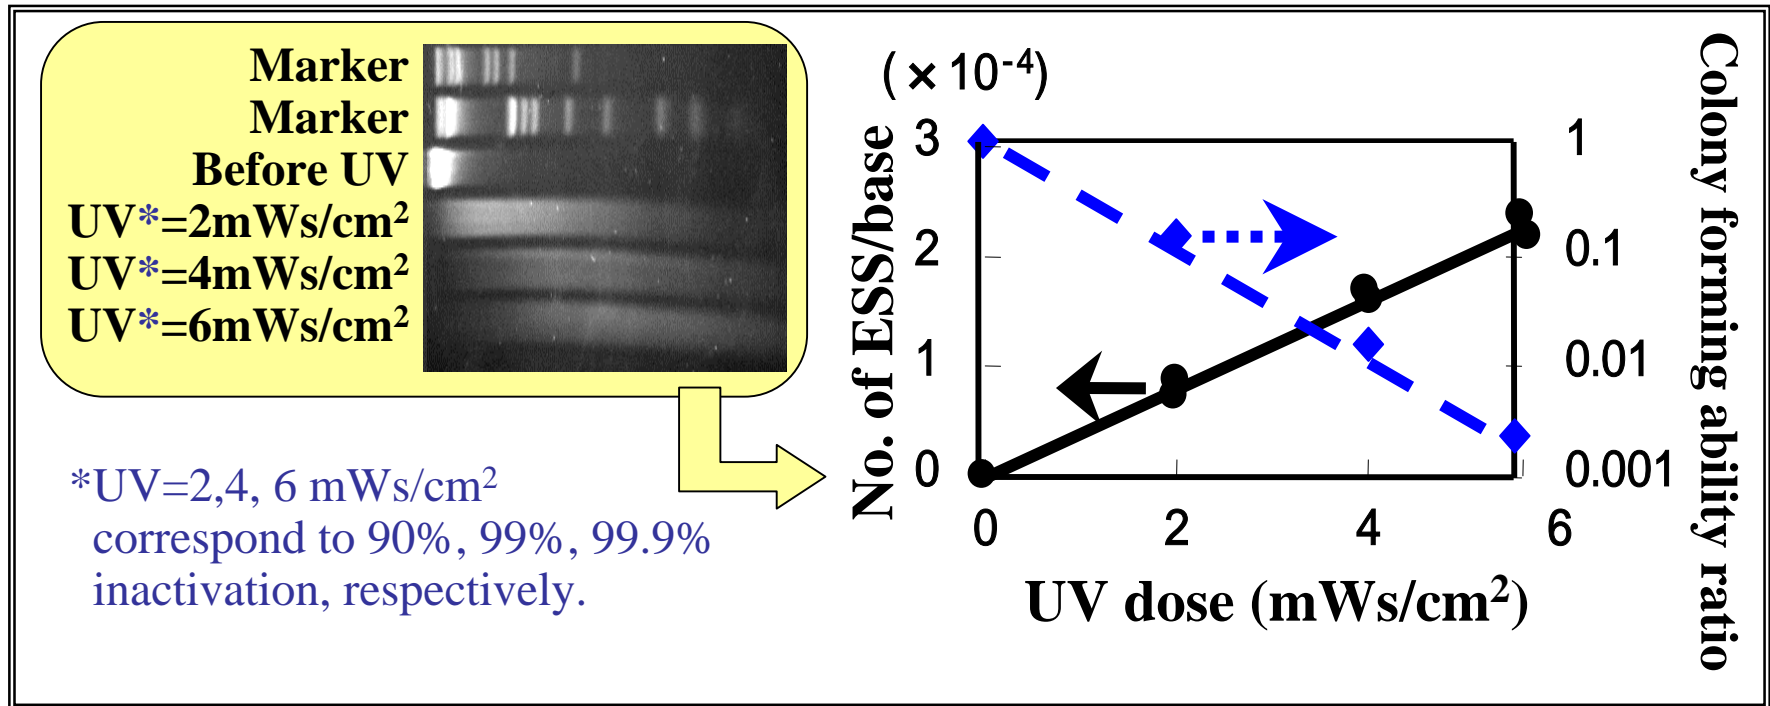 Marker
Marker
Before UV
UV*=2mWs/cm²
UV*=4mWs/cm²
UV*=6mWs/cm²
*UV=2,4, 6 mWs/cm²
correspond to 90%, 99%, 99.9%
inactivation, respectively.
(×10⁻⁴)
No. of ESS/base
3
2
1
0
0 2 4 6
UV dose (mWs/cm²)
1
0.1
0.01
0.001
Colony forming ability ratio